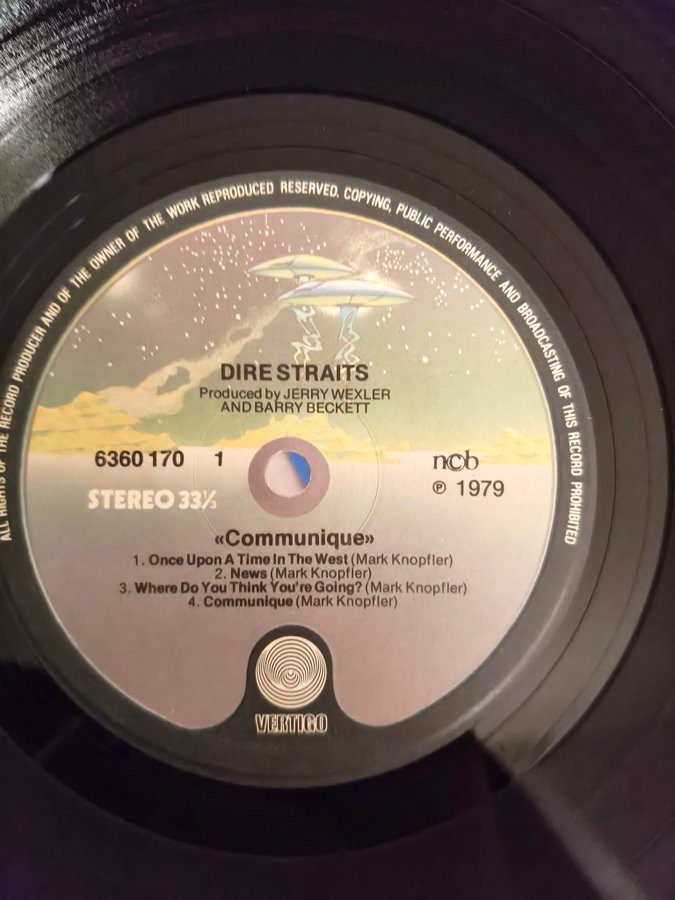 ALL RIGHTS OF THE RECORD PRODUCER AND OF THE OWNER OF THE WORK REPRODUCED RESERVED. COPYING, PUBLIC PERFORMANCE AND BROADCASTING OF THIS RECORD PROHIBITED
DIRE STRAITS
Produced by JERRY WEXLER
AND BARRY BECKETT
6360 170 1 ncb
STEREO 33⅓ ℗ 1979
«Communique»
1. Once Upon A Time In The West (Mark Knopfler)
2. News (Mark Knopfler)
3. Where Do You Think You're Going? (Mark Knopfler)
4. Communique (Mark Knopfler)
VERTIGO